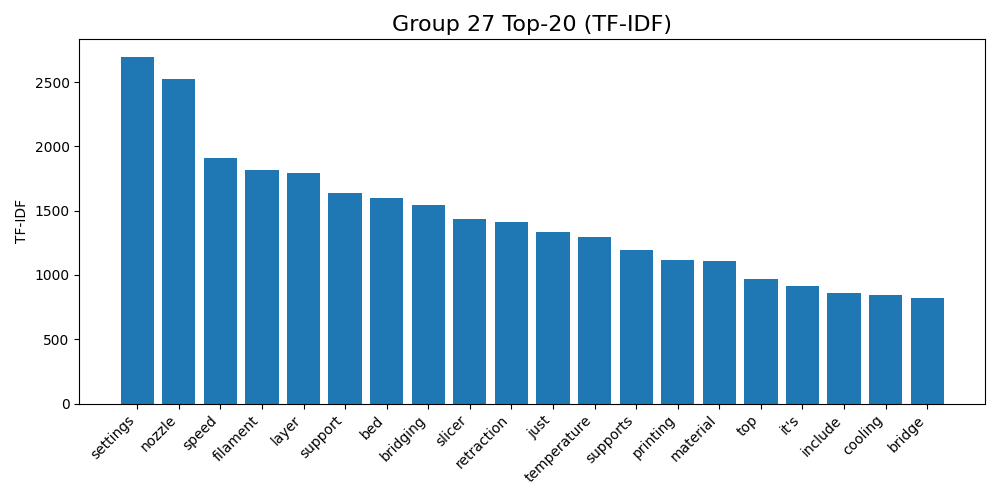 Group 27 Top-20 (TF-IDF)
TF-IDF
2500
2000
1500
1000
500
0
settings
nozzle
speed
filament
layer
support
bed
bridging
slicer
retraction
just
temperature
supports
printing
material
top
it's
include
cooling
bridge